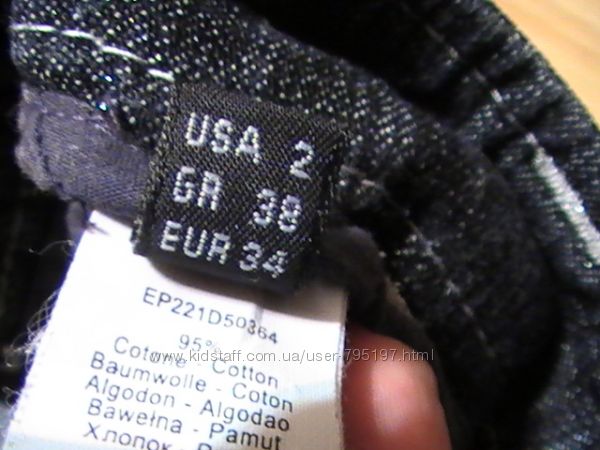 USA 2
GR 38
EUR 34
EP221D50364
95%
www.kidstaff.com.ua/user-795197.html
Cotone - Cotton
Baumwolle - Coton
Algodon - Algodao
Bawełna - Pamut
Хлопок -